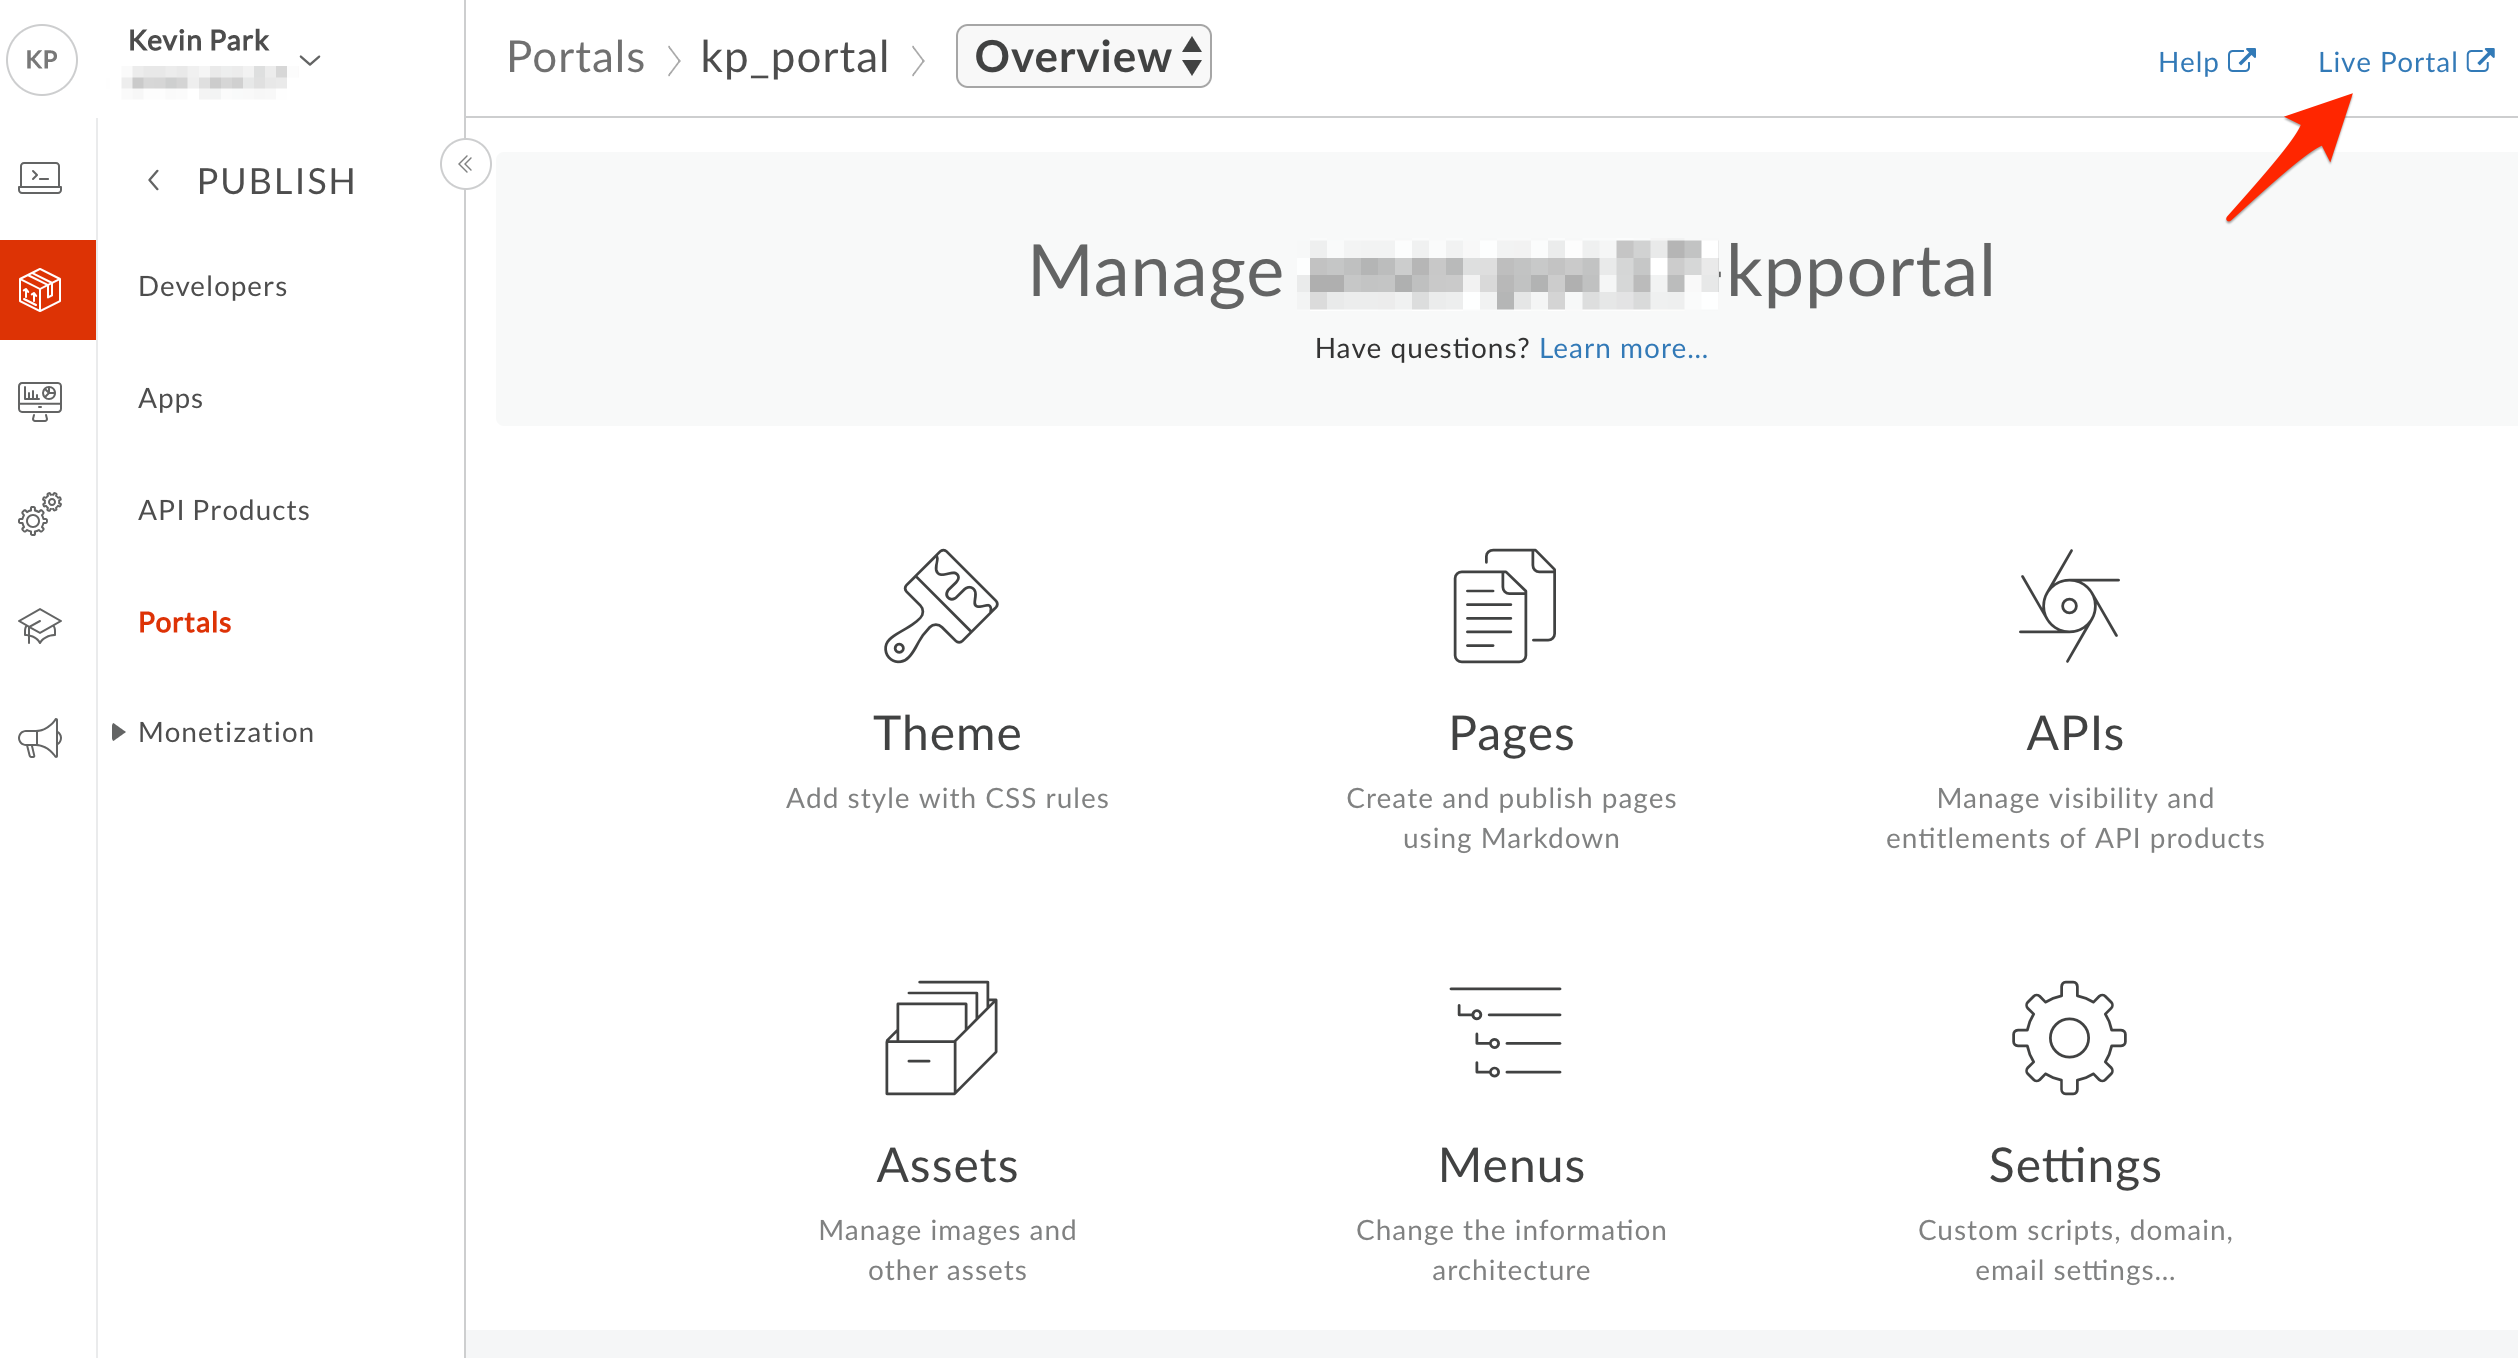 KP
Kevin Park
Portals
kp_portal
Overview
Help
Live Portal
PUBLISH
Developers
Apps
API Products
Portals
Monetization
Manage
kpportal
Have questions? Learn more...
Theme
Add style with CSS rules
Pages
Create and publish pages
using Markdown
APIs
Manage visibility and
entitlements of API products
Assets
Manage images and
other assets
Menus
Change the information
architecture
Settings
Custom scripts, domain,
email settings...